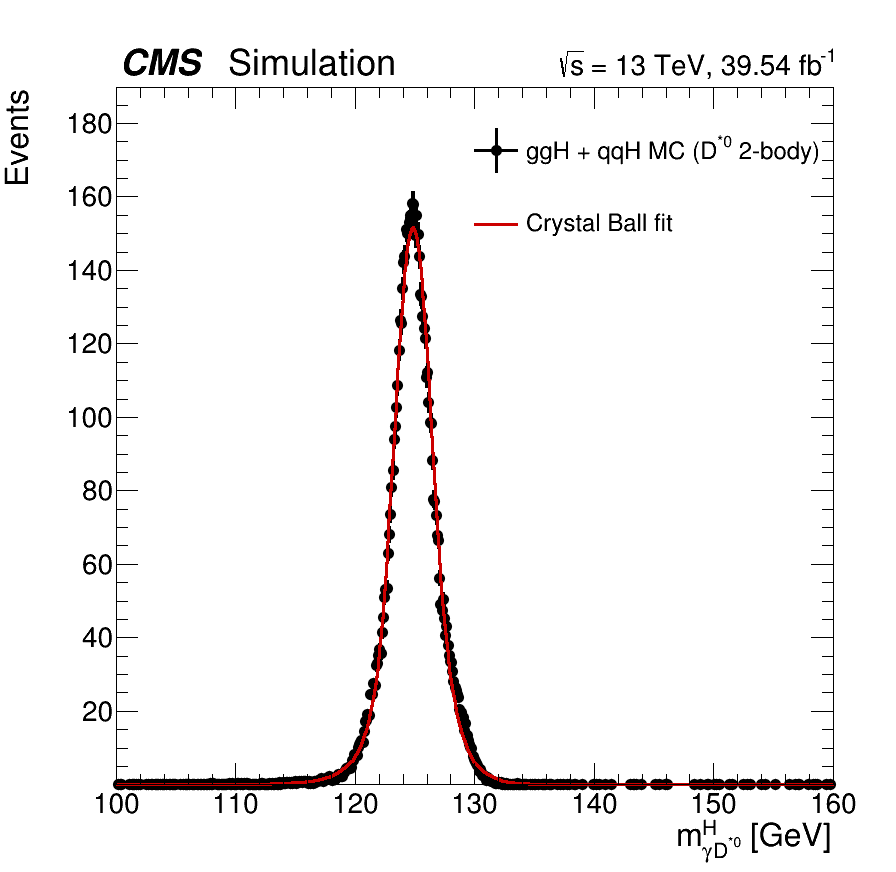 CMS Simulation
√s = 13 TeV, 39.54 fb⁻¹
Events
ggH + qqH MC (D*⁰ 2-body)
Crystal Ball fit
180
160
140
120
100
80
60
40
20
100 110 120 130 140 150 160
m^H_γD*⁰ [GeV]